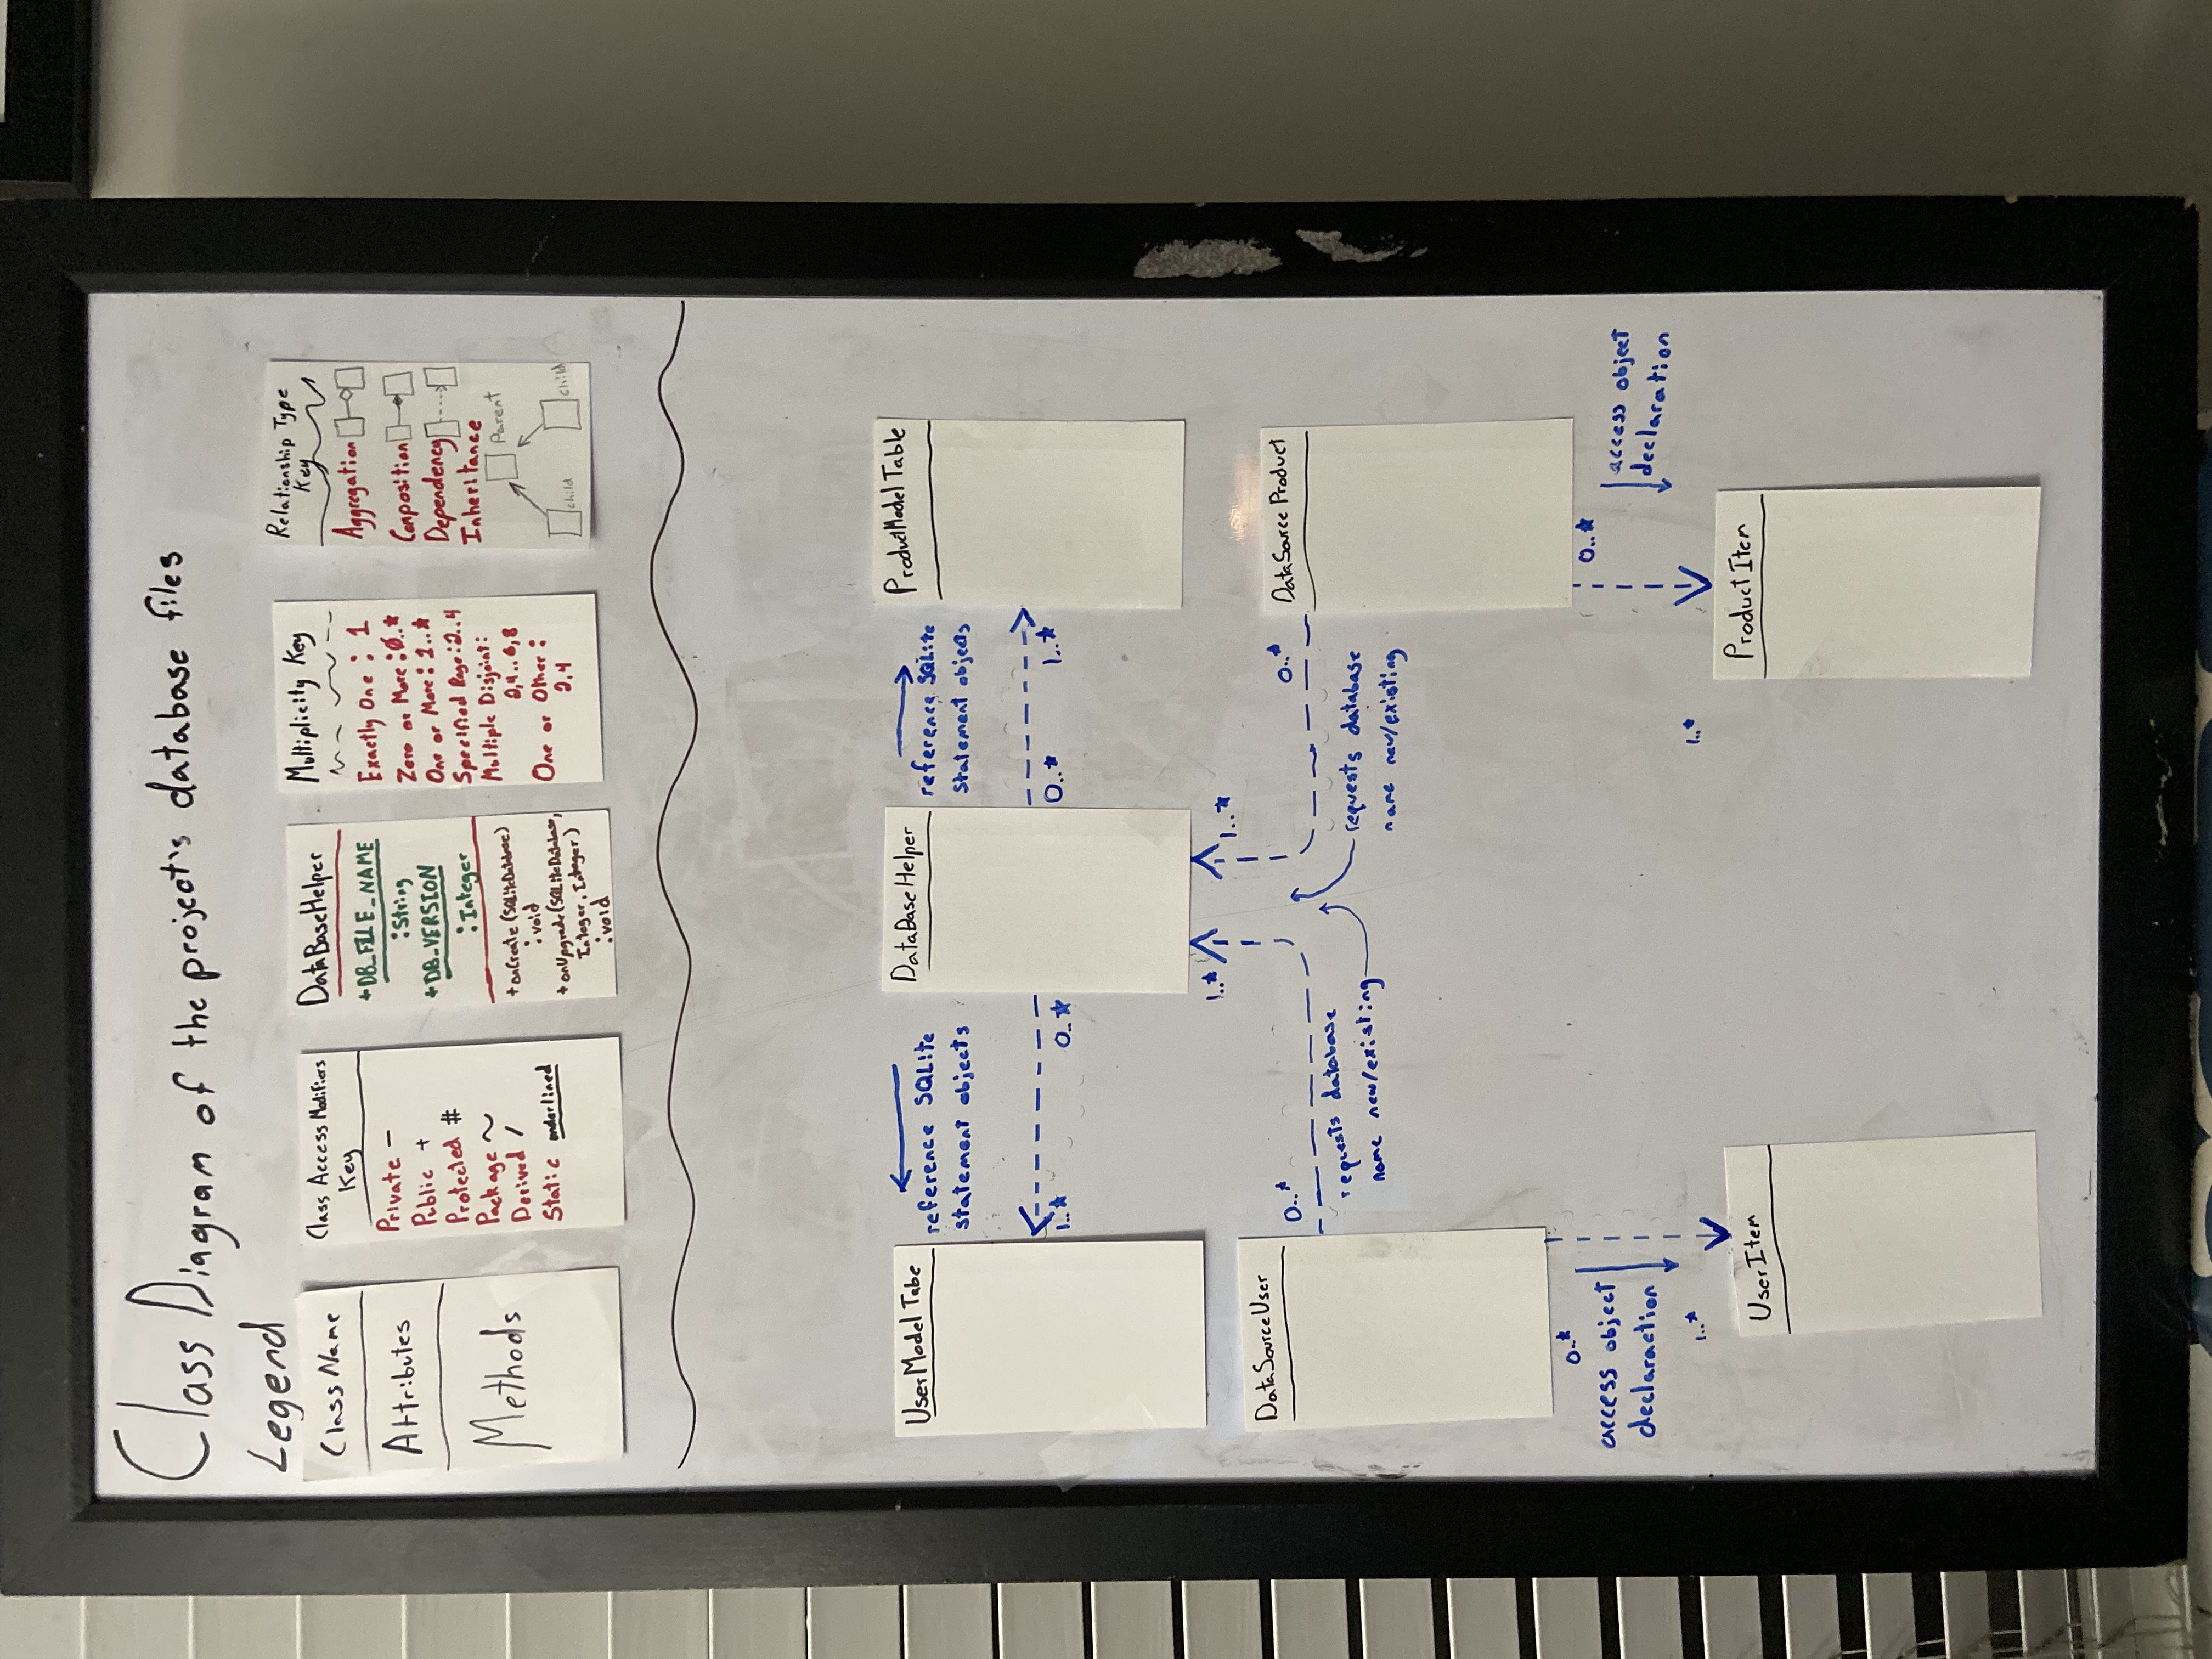 Class Diagram of the project's database files
Legend
Class Name
Attributes
Methods
Class Access Modifiers
Key
Private -
Public +
Protected #
Package ~
Derived /
Static underlined
DataBaseHelper
+DB_FILE_NAME
:String
+DB_VERSION
:Integer
+onCreate(SQLiteDatabase)
:void
+onUpgrade(SQLiteDatabase,
Integer, Integer)
:void
Multiplicity Key
Exactly One : 1
Zero or More : 0..*
One or More : 1..*
Specified Rage : 2..4
Multiple Disjoint:
2,4..6,8
One or Other :
2,4
Relationship Type
Key
Aggregation
Composition
Dependency
Inheritance
Parent
child
child
UserModel Tabe
reference SQLite
statement objects
1..*
0..*
DataBaseHelper
reference SQLite
Statement objects
0..*
1..*
ProductModel Table
1..*
1..*
DataSourceUser
0..*
requests database
name new/existing
0..*
requests database
name new/existing
DataSource Product
0..*
access object
declaraction
1..*
0..*
access object
declaration
1..*
UserItem
Product Item